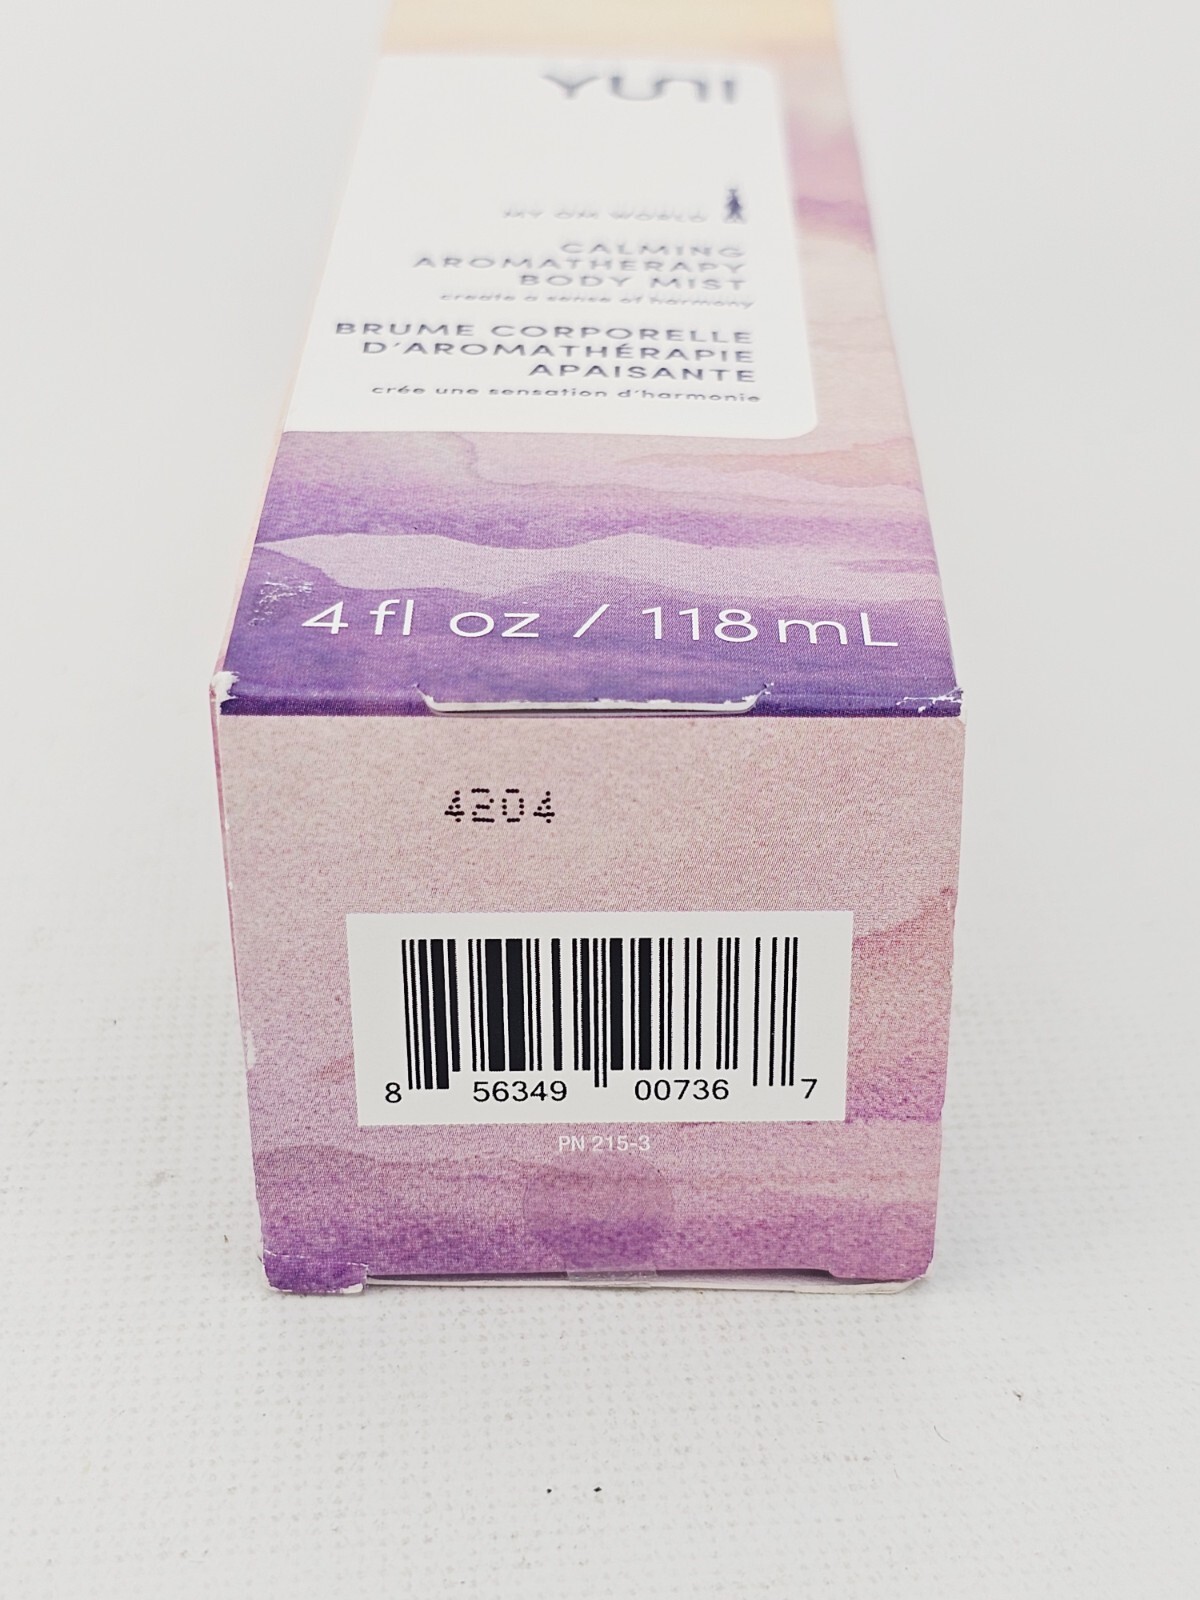 YUNI
MY OM WORLD
CALMING
AROMATHERAPY
BODY MIST
create a sense of harmony
BRUME CORPORELLE
D'AROMATHÉRAPIE
APAISANTE
crée une sensation d'harmonie
4 fl oz / 118 mL
4204
8 56349 00736 7
PN 215-3